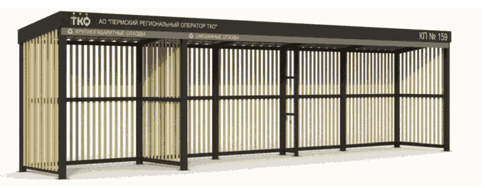 ТКО АО "ПЕРМСКИЙ РЕГИОНАЛЬНЫЙ ОПЕРАТОР ТКО"
КРУПНОГАБАРИТНЫЕ ОТХОДЫ СМЕШАННЫЕ ОТХОДЫ КП № 159